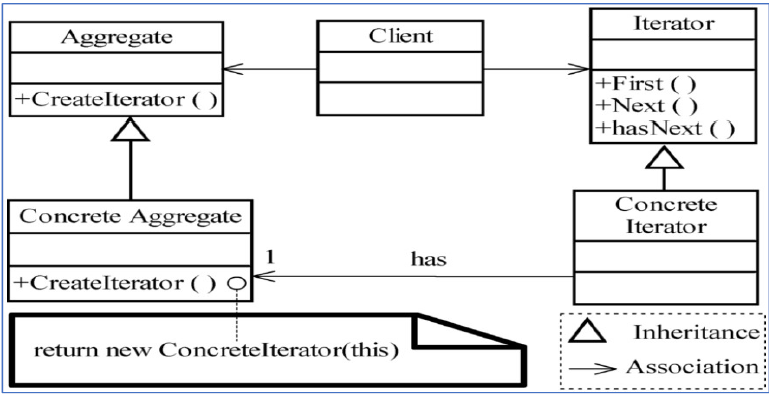 Aggregate
+CreateIterator ( )
Client
Iterator
+First ( )
+Next ( )
+hasNext ( )
Concrete Aggregate
+CreateIterator ( )
1
has
Concrete
Iterator
return new ConcreteIterator(this)
Inheritance
Association